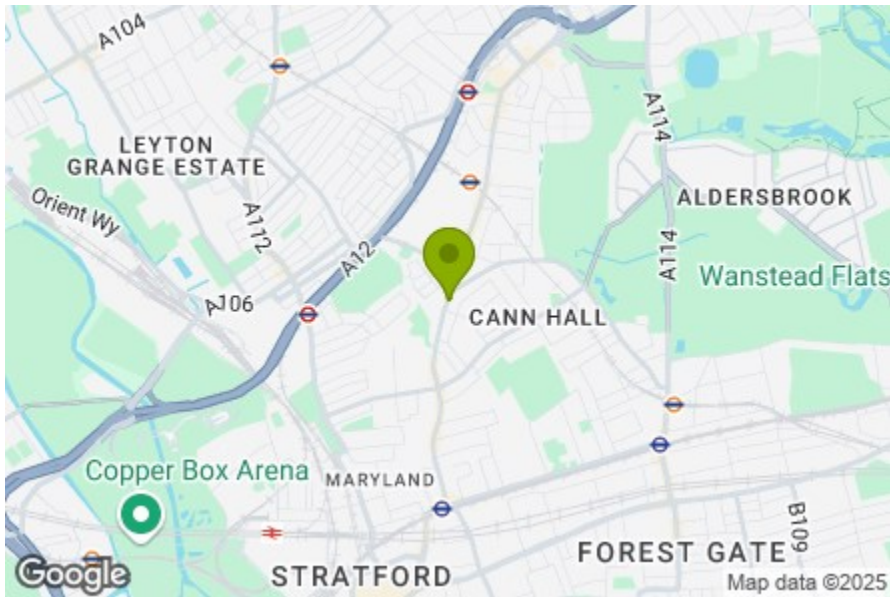 A104
LEYTON
GRANGE ESTATE
Orient Wy
A112
A12
A106
A114
ALDERSBROOK
A114
Wanstead Flats
CANN HALL
Copper Box Arena
MARYLAND
B109
STRATFORD
FOREST GATE
Google
Map data ©2025